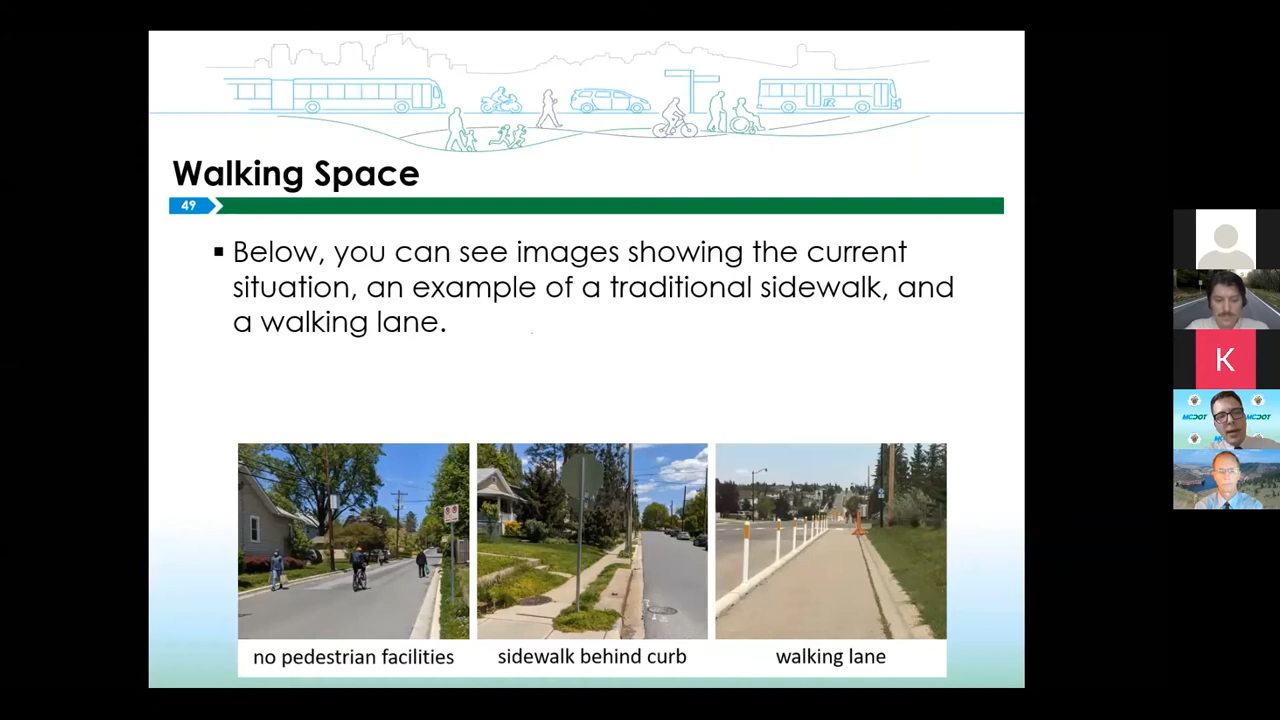 Walking Space
49
▪ Below, you can see images showing the current
situation, an example of a traditional sidewalk, and
a walking lane.
no pedestrian facilities
sidewalk behind curb
walking lane
K
MCDOT
MCDOT